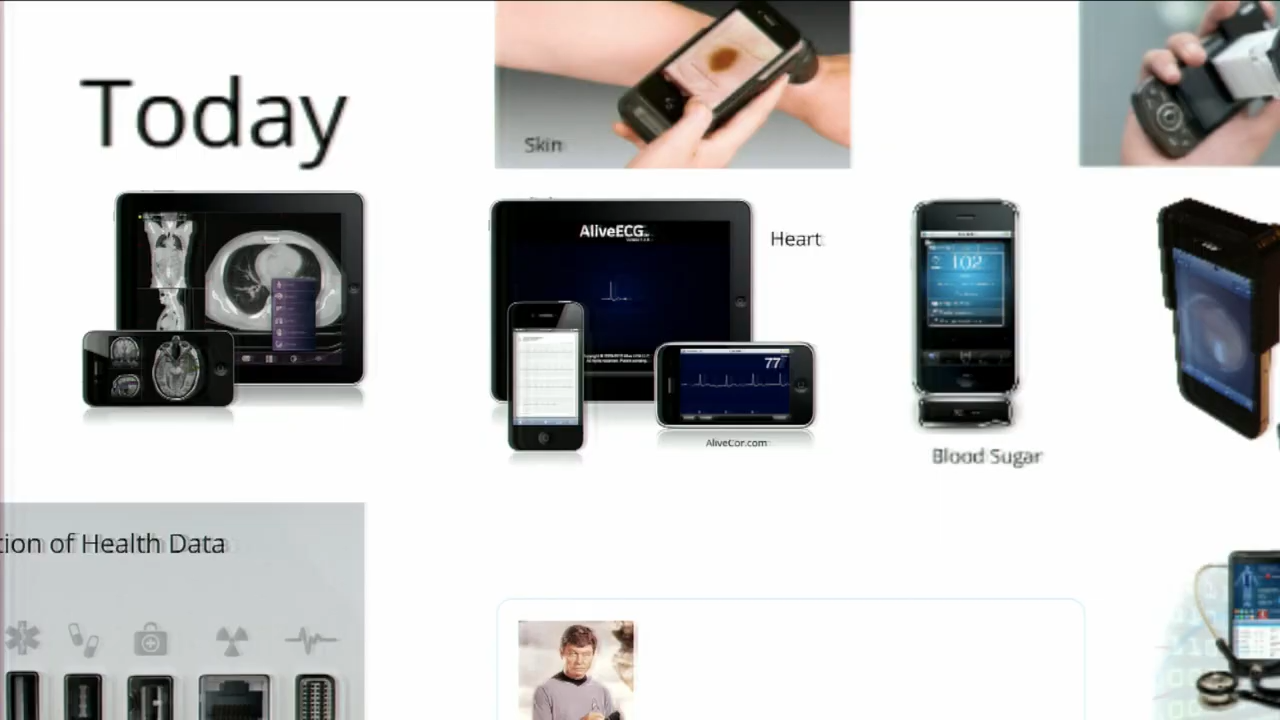 Today
Skin
AliveECG
Heart
102
77
AliveCor.com
Blood Sugar
tion of Health Data